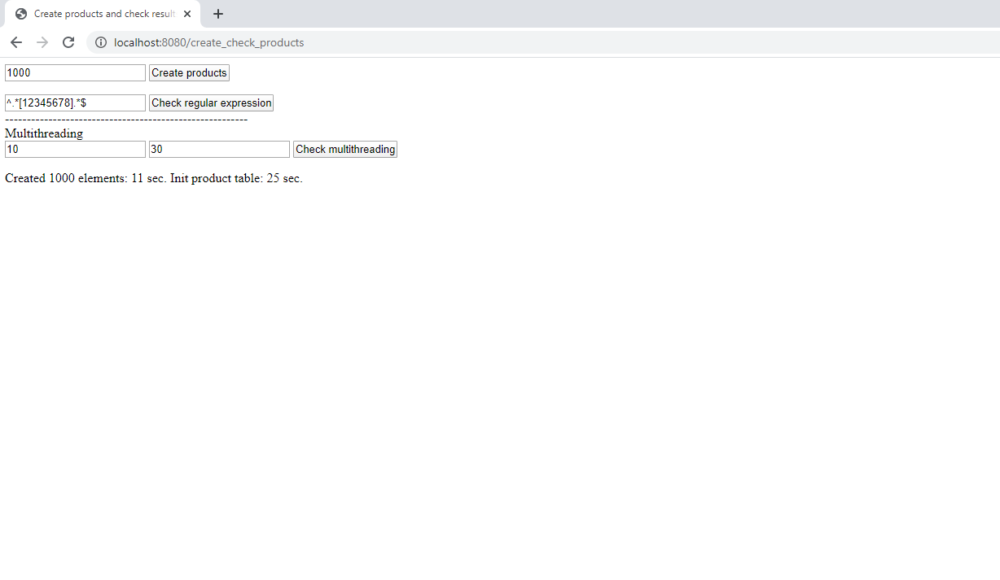 Create products and check result
localhost:8080/create_check_products
1000 Create products
^.*[12345678].*$ Check regular expression
--------------------------------------------------------
Multithreading
10 30 Check multithreading
Created 1000 elements: 11 sec. Init product table: 25 sec.